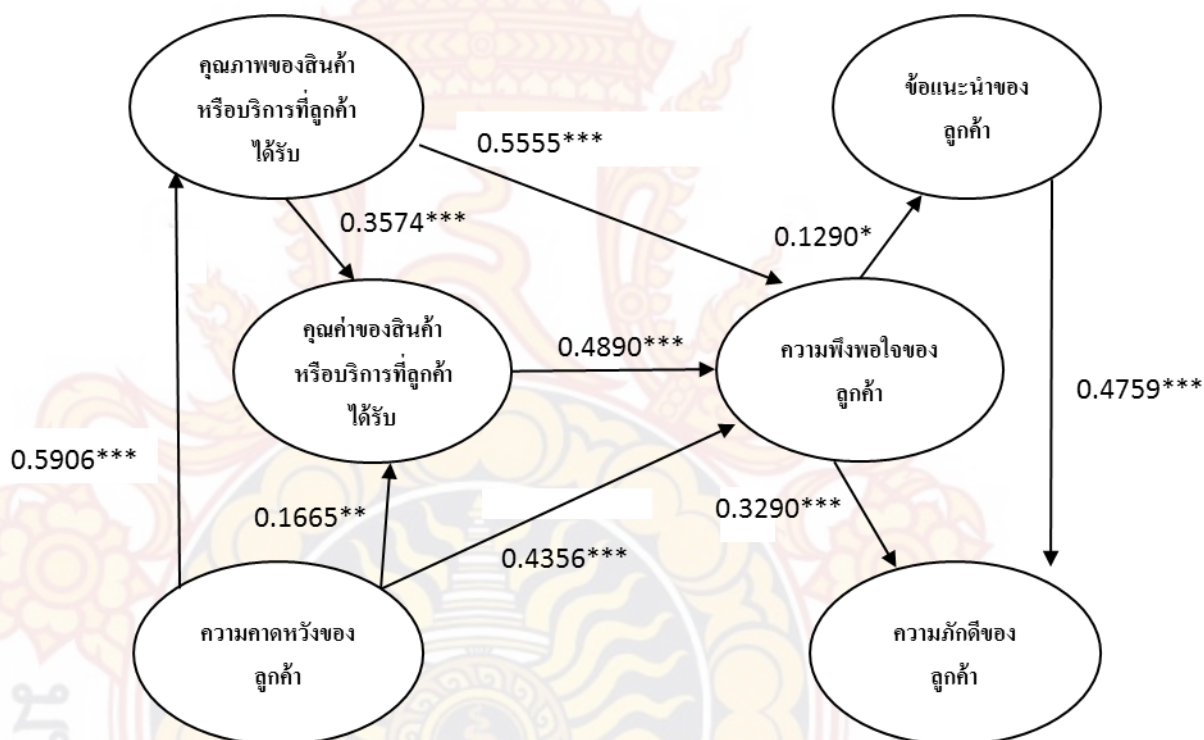 คุณภาพของสินค้า
หรือบริการที่ลูกค้า
ได้รับ
ข้อแนะนำของ
ลูกค้า
0.5555***
0.3574***
0.1290*
คุณค่าของสินค้า
หรือบริการที่ลูกค้า
ได้รับ
0.4890***
ความพึงพอใจของ
ลูกค้า
0.4759***
0.5906***
0.1665**
0.4356***
0.3290***
ความคาดหวังของ
ลูกค้า
ความภักดีของ
ลูกค้า